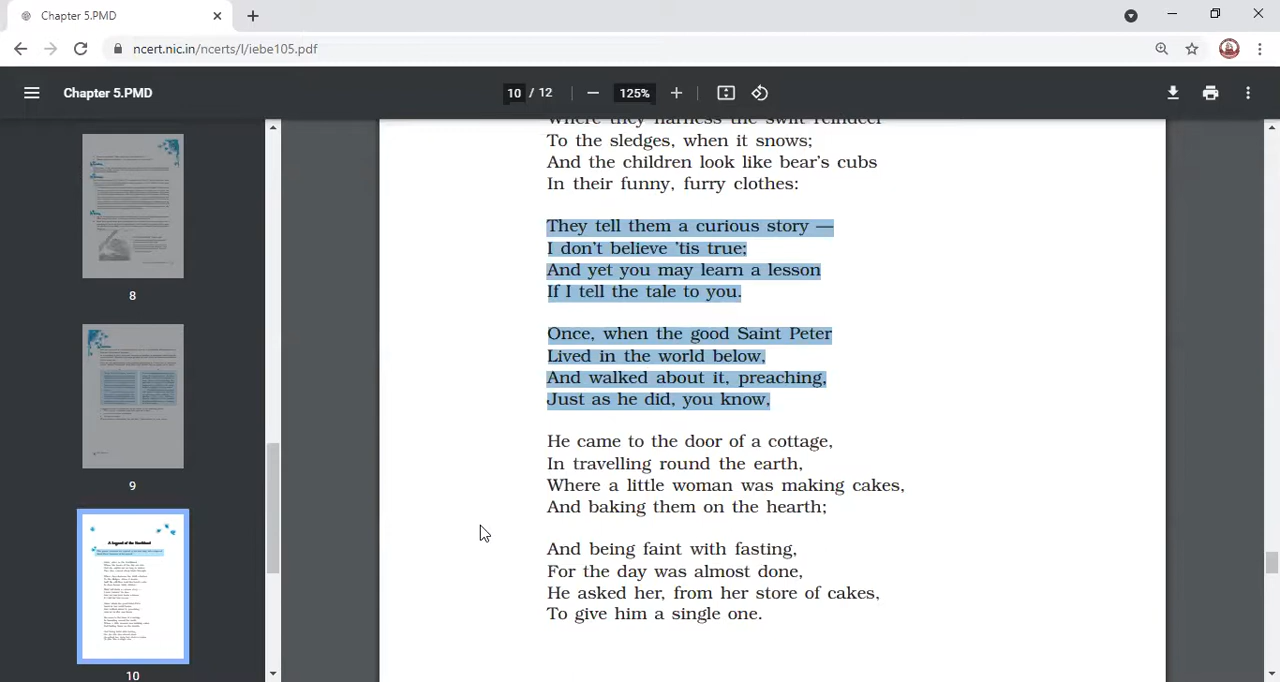 Chapter 5.PMD
ncert.nic.in/ncerts/l/iebe105.pdf
Chapter 5.PMD
10 / 12
125%
8
9
A Legend of the Northland
10
Where they harness the swift reindeer
To the sledges, when it snows;
And the children look like bear's cubs
In their funny, furry clothes:
They tell them a curious story —
I don't believe 'tis true;
And yet you may learn a lesson
If I tell the tale to you.
Once, when the good Saint Peter
Lived in the world below,
And walked about it, preaching,
Just as he did, you know,
He came to the door of a cottage,
In travelling round the earth,
Where a little woman was making cakes,
And baking them on the hearth;
And being faint with fasting,
For the day was almost done,
He asked her, from her store of cakes,
To give him a single one.